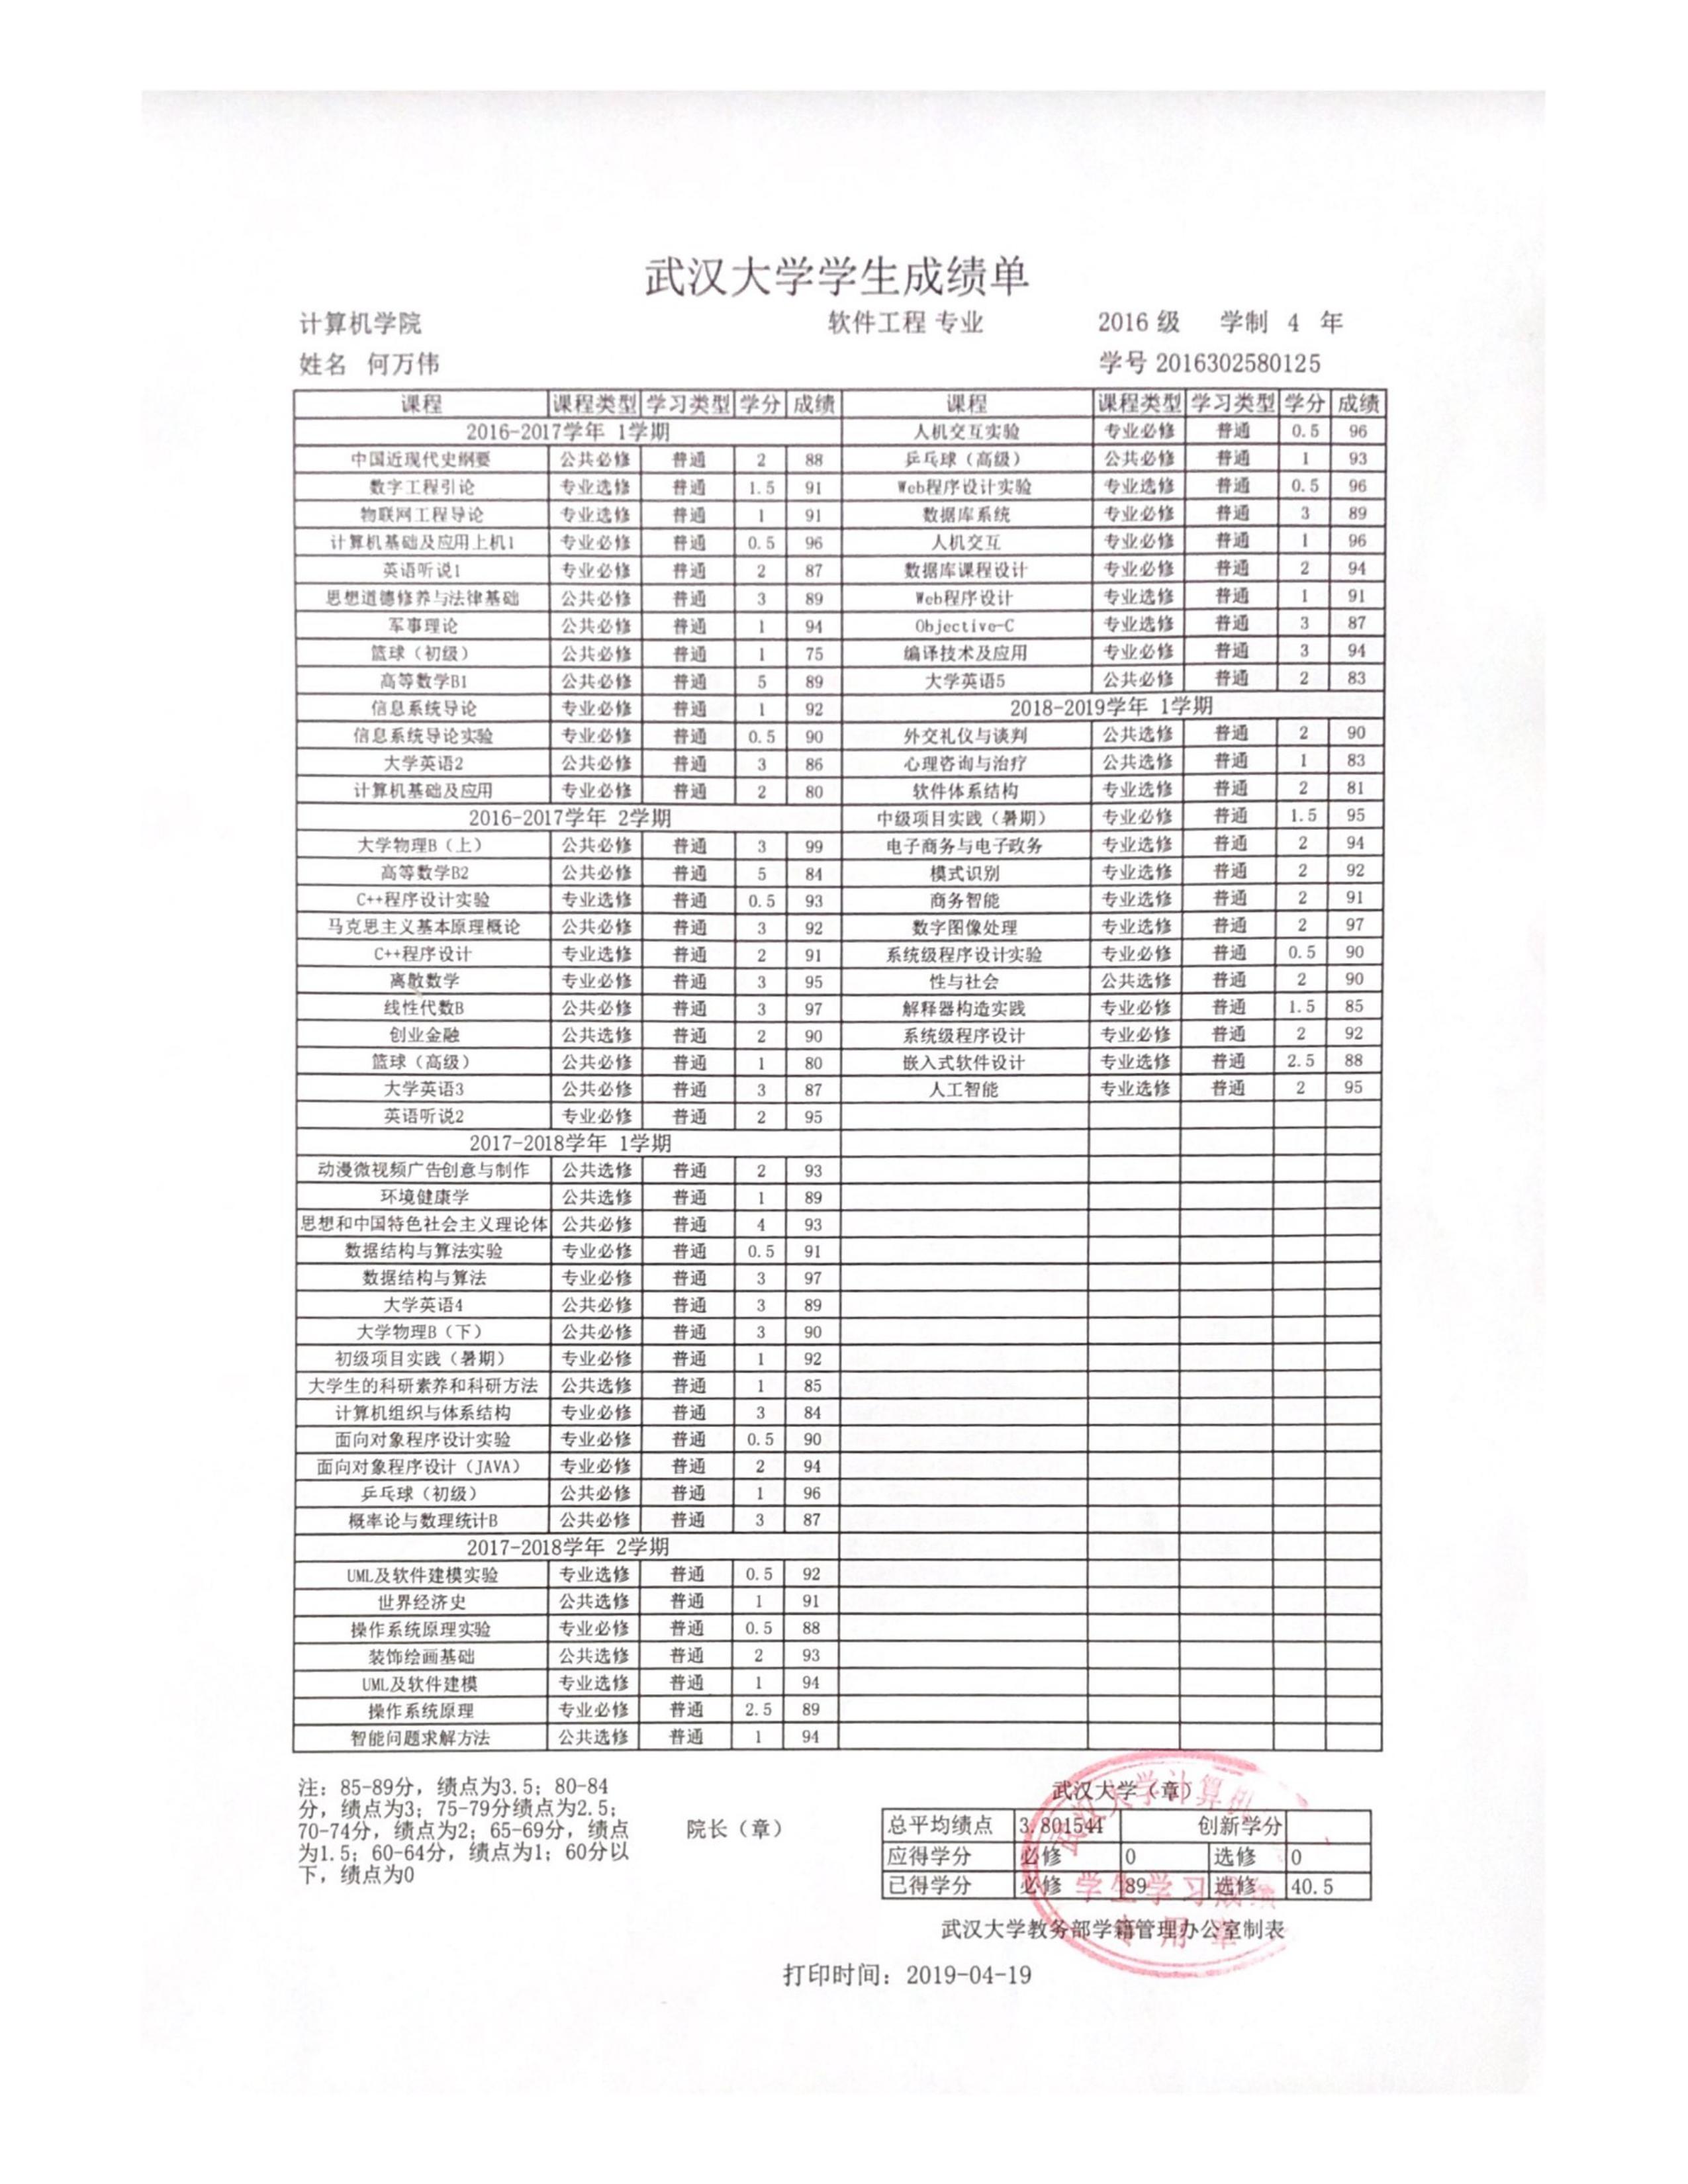 武汉大学学生成绩单
计算机学院 软件工程 专业 2016 级 学制 4 年
姓名 何万伟 学号 2016302580125
课程 课程类型 学习类型 学分 成绩
2016-2017学年 1学期
中国近现代史纲要 公共必修 普通 2 88
数字工程引论 专业选修 普通 1.5 91
物联网工程导论 专业选修 普通 1 91
计算机基础及应用上机1 专业必修 普通 0.5 96
英语听说1 专业必修 普通 2 87
思想道德修养与法律基础 公共必修 普通 3 89
军事理论 公共必修 普通 1 94
篮球（初级） 公共必修 普通 1 75
高等数学B1 公共必修 普通 5 89
信息系统导论 专业必修 普通 1 92
信息系统导论实验 专业必修 普通 0.5 90
大学英语2 公共必修 普通 3 86
计算机基础及应用 专业必修 普通 2 80
2016-2017学年 2学期
大学物理B（上） 公共必修 普通 3 99
高等数学B2 公共必修 普通 5 84
C++程序设计实验 专业选修 普通 0.5 93
马克思主义基本原理概论 公共必修 普通 3 92
C++程序设计 专业选修 普通 2 91
离散数学 专业必修 普通 3 95
线性代数B 公共必修 普通 3 97
创业金融 公共选修 普通 2 90
篮球（高级） 公共必修 普通 1 80
大学英语3 公共必修 普通 3 87
英语听说2 专业必修 普通 2 95
2017-2018学年 1学期
动漫微视频广告创意与制作 公共选修 普通 2 93
环境健康学 公共选修 普通 1 89
思想和中国特色社会主义理论体 公共必修 普通 4 93
数据结构与算法实验 专业必修 普通 0.5 91
数据结构与算法 专业必修 普通 3 97
大学英语4 公共必修 普通 3 89
大学物理B（下） 公共必修 普通 3 90
初级项目实践（暑期） 专业必修 普通 1 92
大学生的科研素养和科研方法 公共选修 普通 1 85
计算机组织与体系结构 专业必修 普通 3 84
面向对象程序设计实验 专业必修 普通 0.5 90
面向对象程序设计（JAVA） 专业必修 普通 2 94
乒乓球（初级） 公共必修 普通 1 96
概率论与数理统计B 公共必修 普通 3 87
2017-2018学年 2学期
UML及软件建模实验 专业选修 普通 0.5 92
世界经济史 公共选修 普通 1 91
操作系统原理实验 专业必修 普通 0.5 88
装饰绘画基础 公共选修 普通 2 93
UML及软件建模 专业选修 普通 1 94
操作系统原理 专业必修 普通 2.5 89
智能问题求解方法 公共选修 普通 1 94
课程 课程类型 学习类型 学分 成绩
人机交互实验 专业必修 普通 0.5 96
乒乓球（高级） 公共必修 普通 1 93
Web程序设计实验 专业选修 普通 0.5 96
数据库系统 专业必修 普通 3 89
人机交互 专业必修 普通 1 96
数据库课程设计 专业必修 普通 2 94
Web程序设计 专业选修 普通 1 91
Objective-C 专业选修 普通 3 87
编译技术及应用 专业必修 普通 3 94
大学英语5 公共必修 普通 2 83
2018-2019学年 1学期
外交礼仪与谈判 公共选修 普通 2 90
心理咨询与治疗 公共选修 普通 1 83
软件体系结构 专业选修 普通 2 81
中级项目实践（暑期） 专业必修 普通 1.5 95
电子商务与电子政务 专业选修 普通 2 94
模式识别 专业选修 普通 2 92
商务智能 专业选修 普通 2 91
数字图像处理 专业选修 普通 2 97
系统级程序设计实验 专业必修 普通 0.5 90
性与社会 公共选修 普通 2 90
解释器构造实践 专业必修 普通 1.5 85
系统级程序设计 专业必修 普通 2 92
嵌入式软件设计 专业选修 普通 2.5 88
人工智能 专业选修 普通 2 95
注：85-89分，绩点为3.5；80-84
分，绩点为3；75-79分绩点为2.5；
70-74分，绩点为2；65-69分，绩点
为1.5；60-64分，绩点为1；60分以
下，绩点为0
院长（章）
武汉大学（章）
总平均绩点 3.801544 创新学分
应得学分 必修 0 选修 0
已得学分 必修 89 选修 40.5
武汉大学计算机
学生学习成绩
专用章
武汉大学教务部学籍管理办公室制表
打印时间：2019-04-19